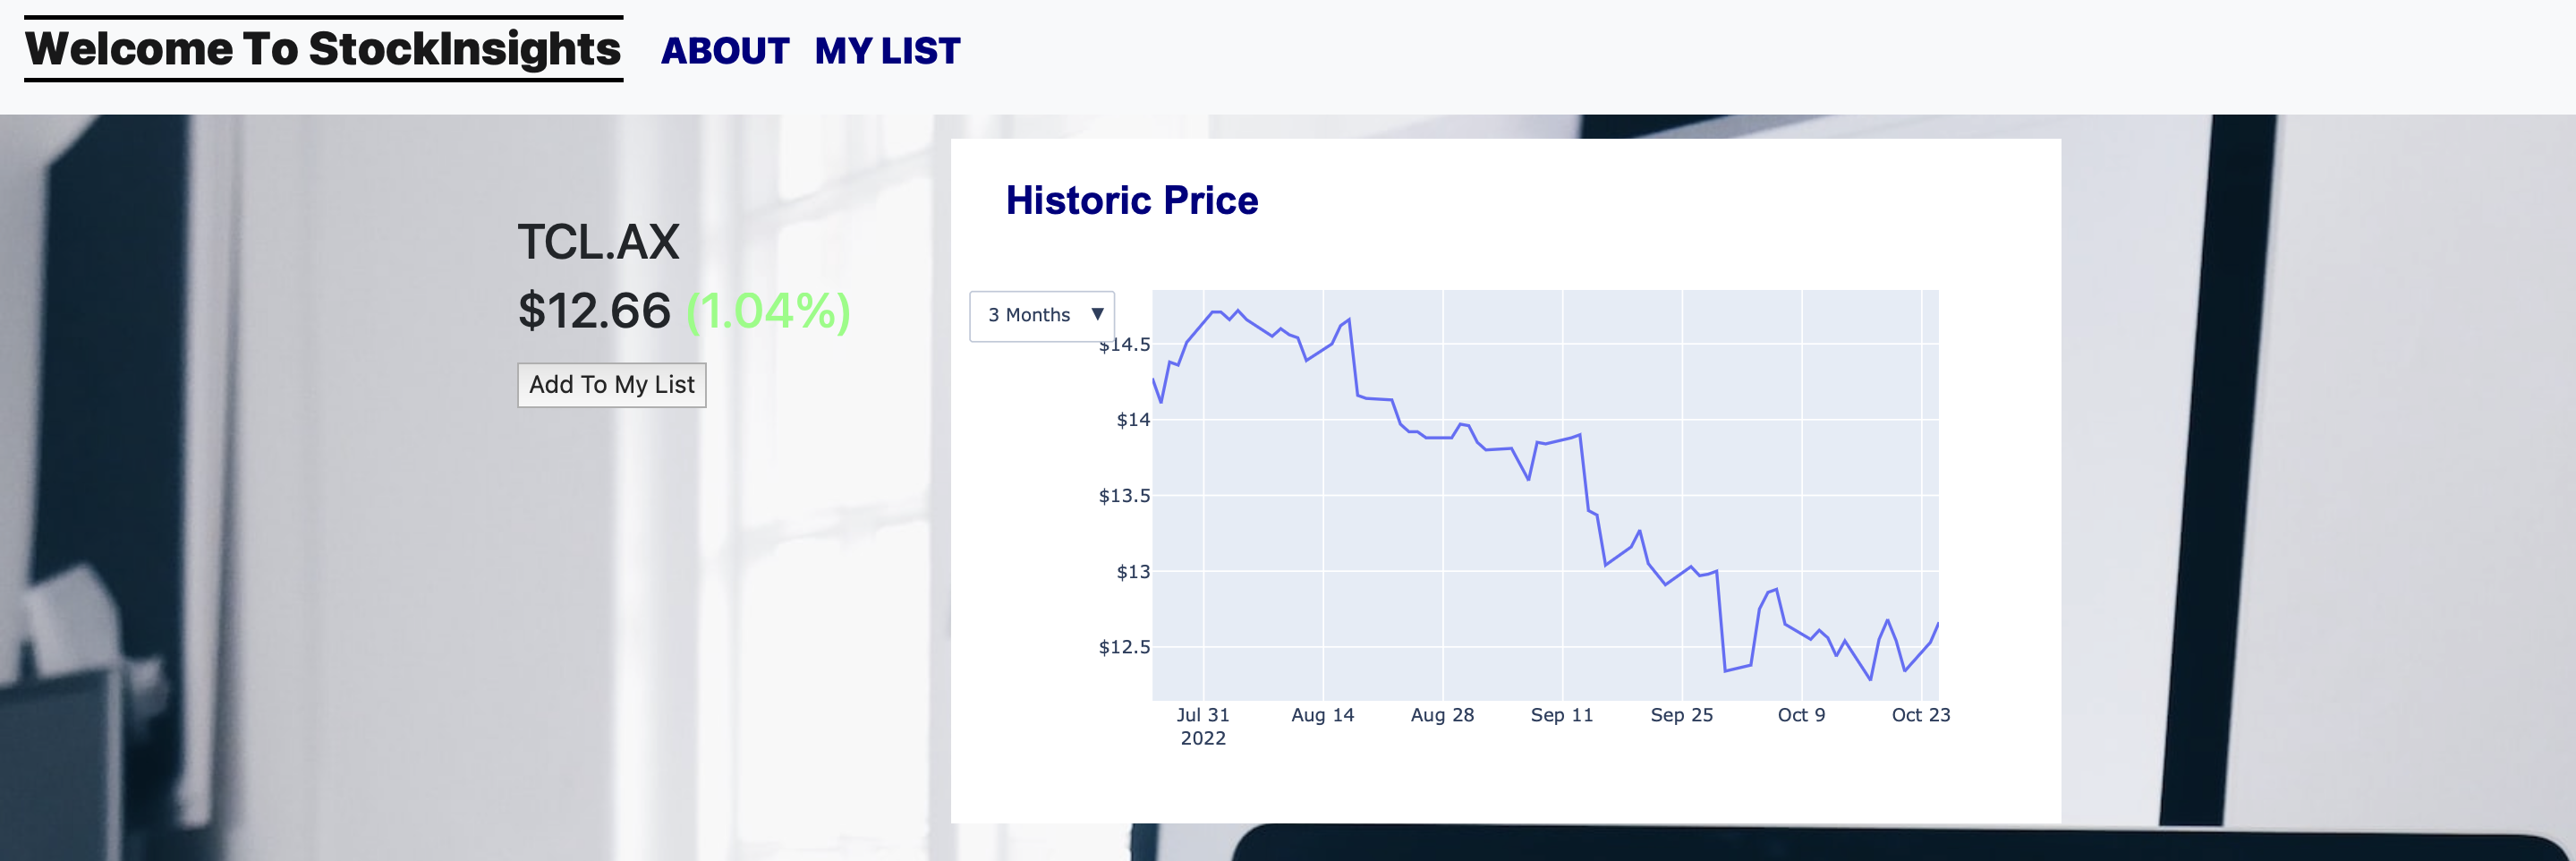 Welcome To StockInsights ABOUT MY LIST
TCL.AX
$12.66 (1.04%)
Add To My List
Historic Price
3 Months ▼
$14.5
$14
$13.5
$13
$12.5
Jul 31 Aug 14 Aug 28 Sep 11 Sep 25 Oct 9 Oct 23
2022